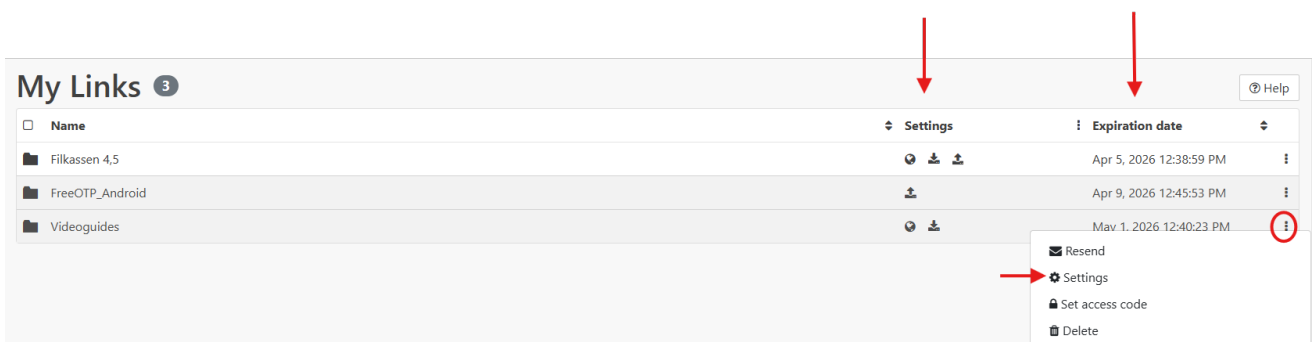 My Links 3
Help
Name Settings Expiration date
Filkassen 4,5 Apr 5, 2026 12:38:59 PM
FreeOTP_Android Apr 9, 2026 12:45:53 PM
Videoguides May 1, 2026 12:40:23 PM
Resend
Settings
Set access code
Delete